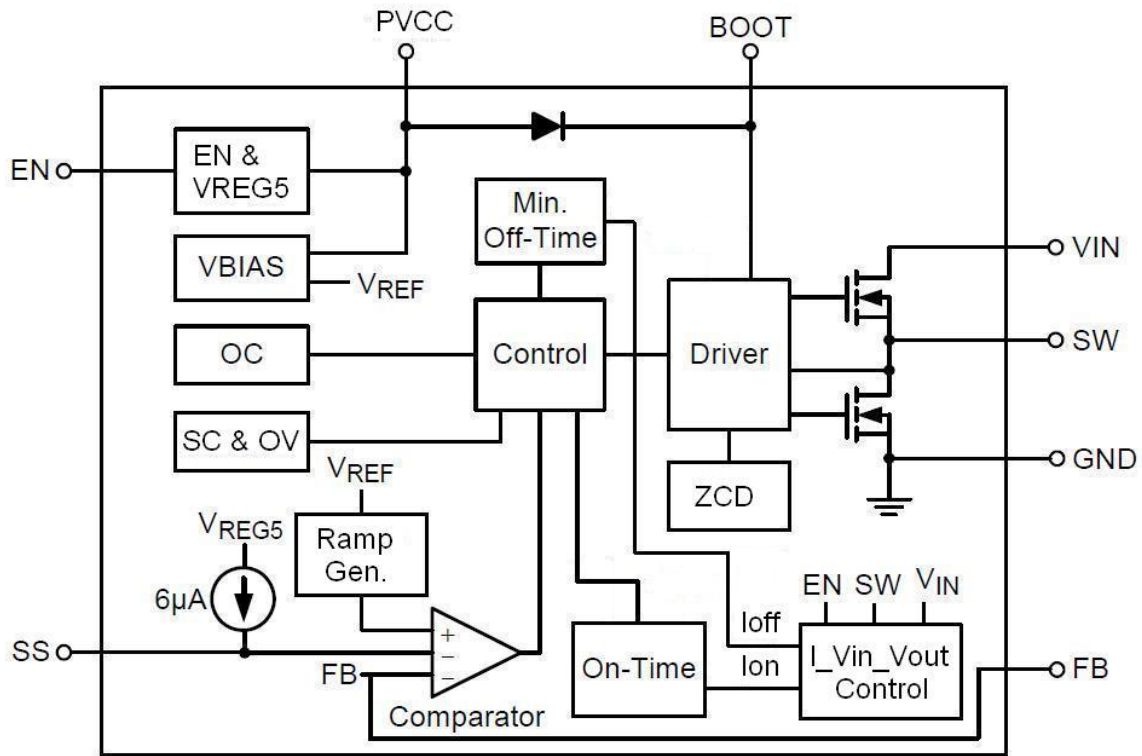 PVCC
BOOT
EN
EN &
VREG5
Min.
Off-Time
VIN
VBIAS
VREF
OC
Control
Driver
SW
SC & OV
GND
VREF
ZCD
VREG5
Ramp
Gen.
6µA
EN SW VIN
+
Ioff
SS
−
On-Time
I_Vin_Vout
Control
FB
−
Ion
FB
Comparator